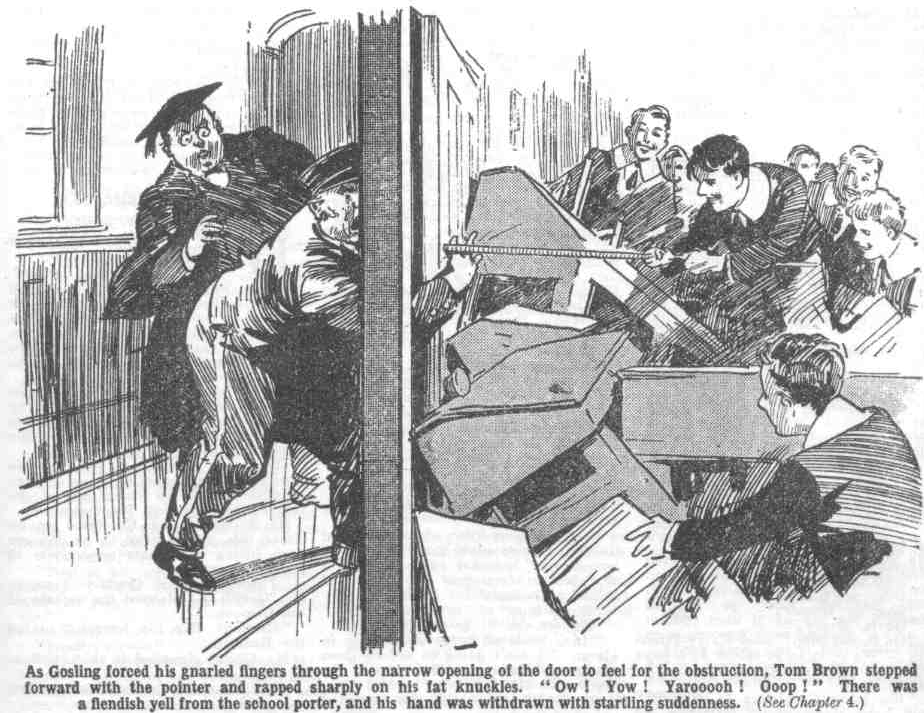 As Gosling forced his gnarled fingers through the narrow opening of the door to feel for the obstruction, Tom Brown stepped
forward with the pointer and rapped sharply on his fat knuckles. "Ow! Yow! Yarooooh! Ooop!" There was
a fiendish yell from the school porter, and his hand was withdrawn with startling suddenness. (See Chapter 4.)